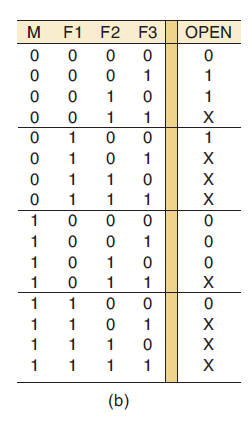 M F1 F2 F3 OPEN
0 0 0 0 0
0 0 0 1 1
0 0 1 0 1
0 0 1 1 X
0 1 0 0 1
0 1 0 1 X
0 1 1 0 X
0 1 1 1 X
1 0 0 0 0
1 0 0 1 0
1 0 1 0 0
1 0 1 1 X
1 1 0 0 0
1 1 0 1 X
1 1 1 0 X
1 1 1 1 X
(b)